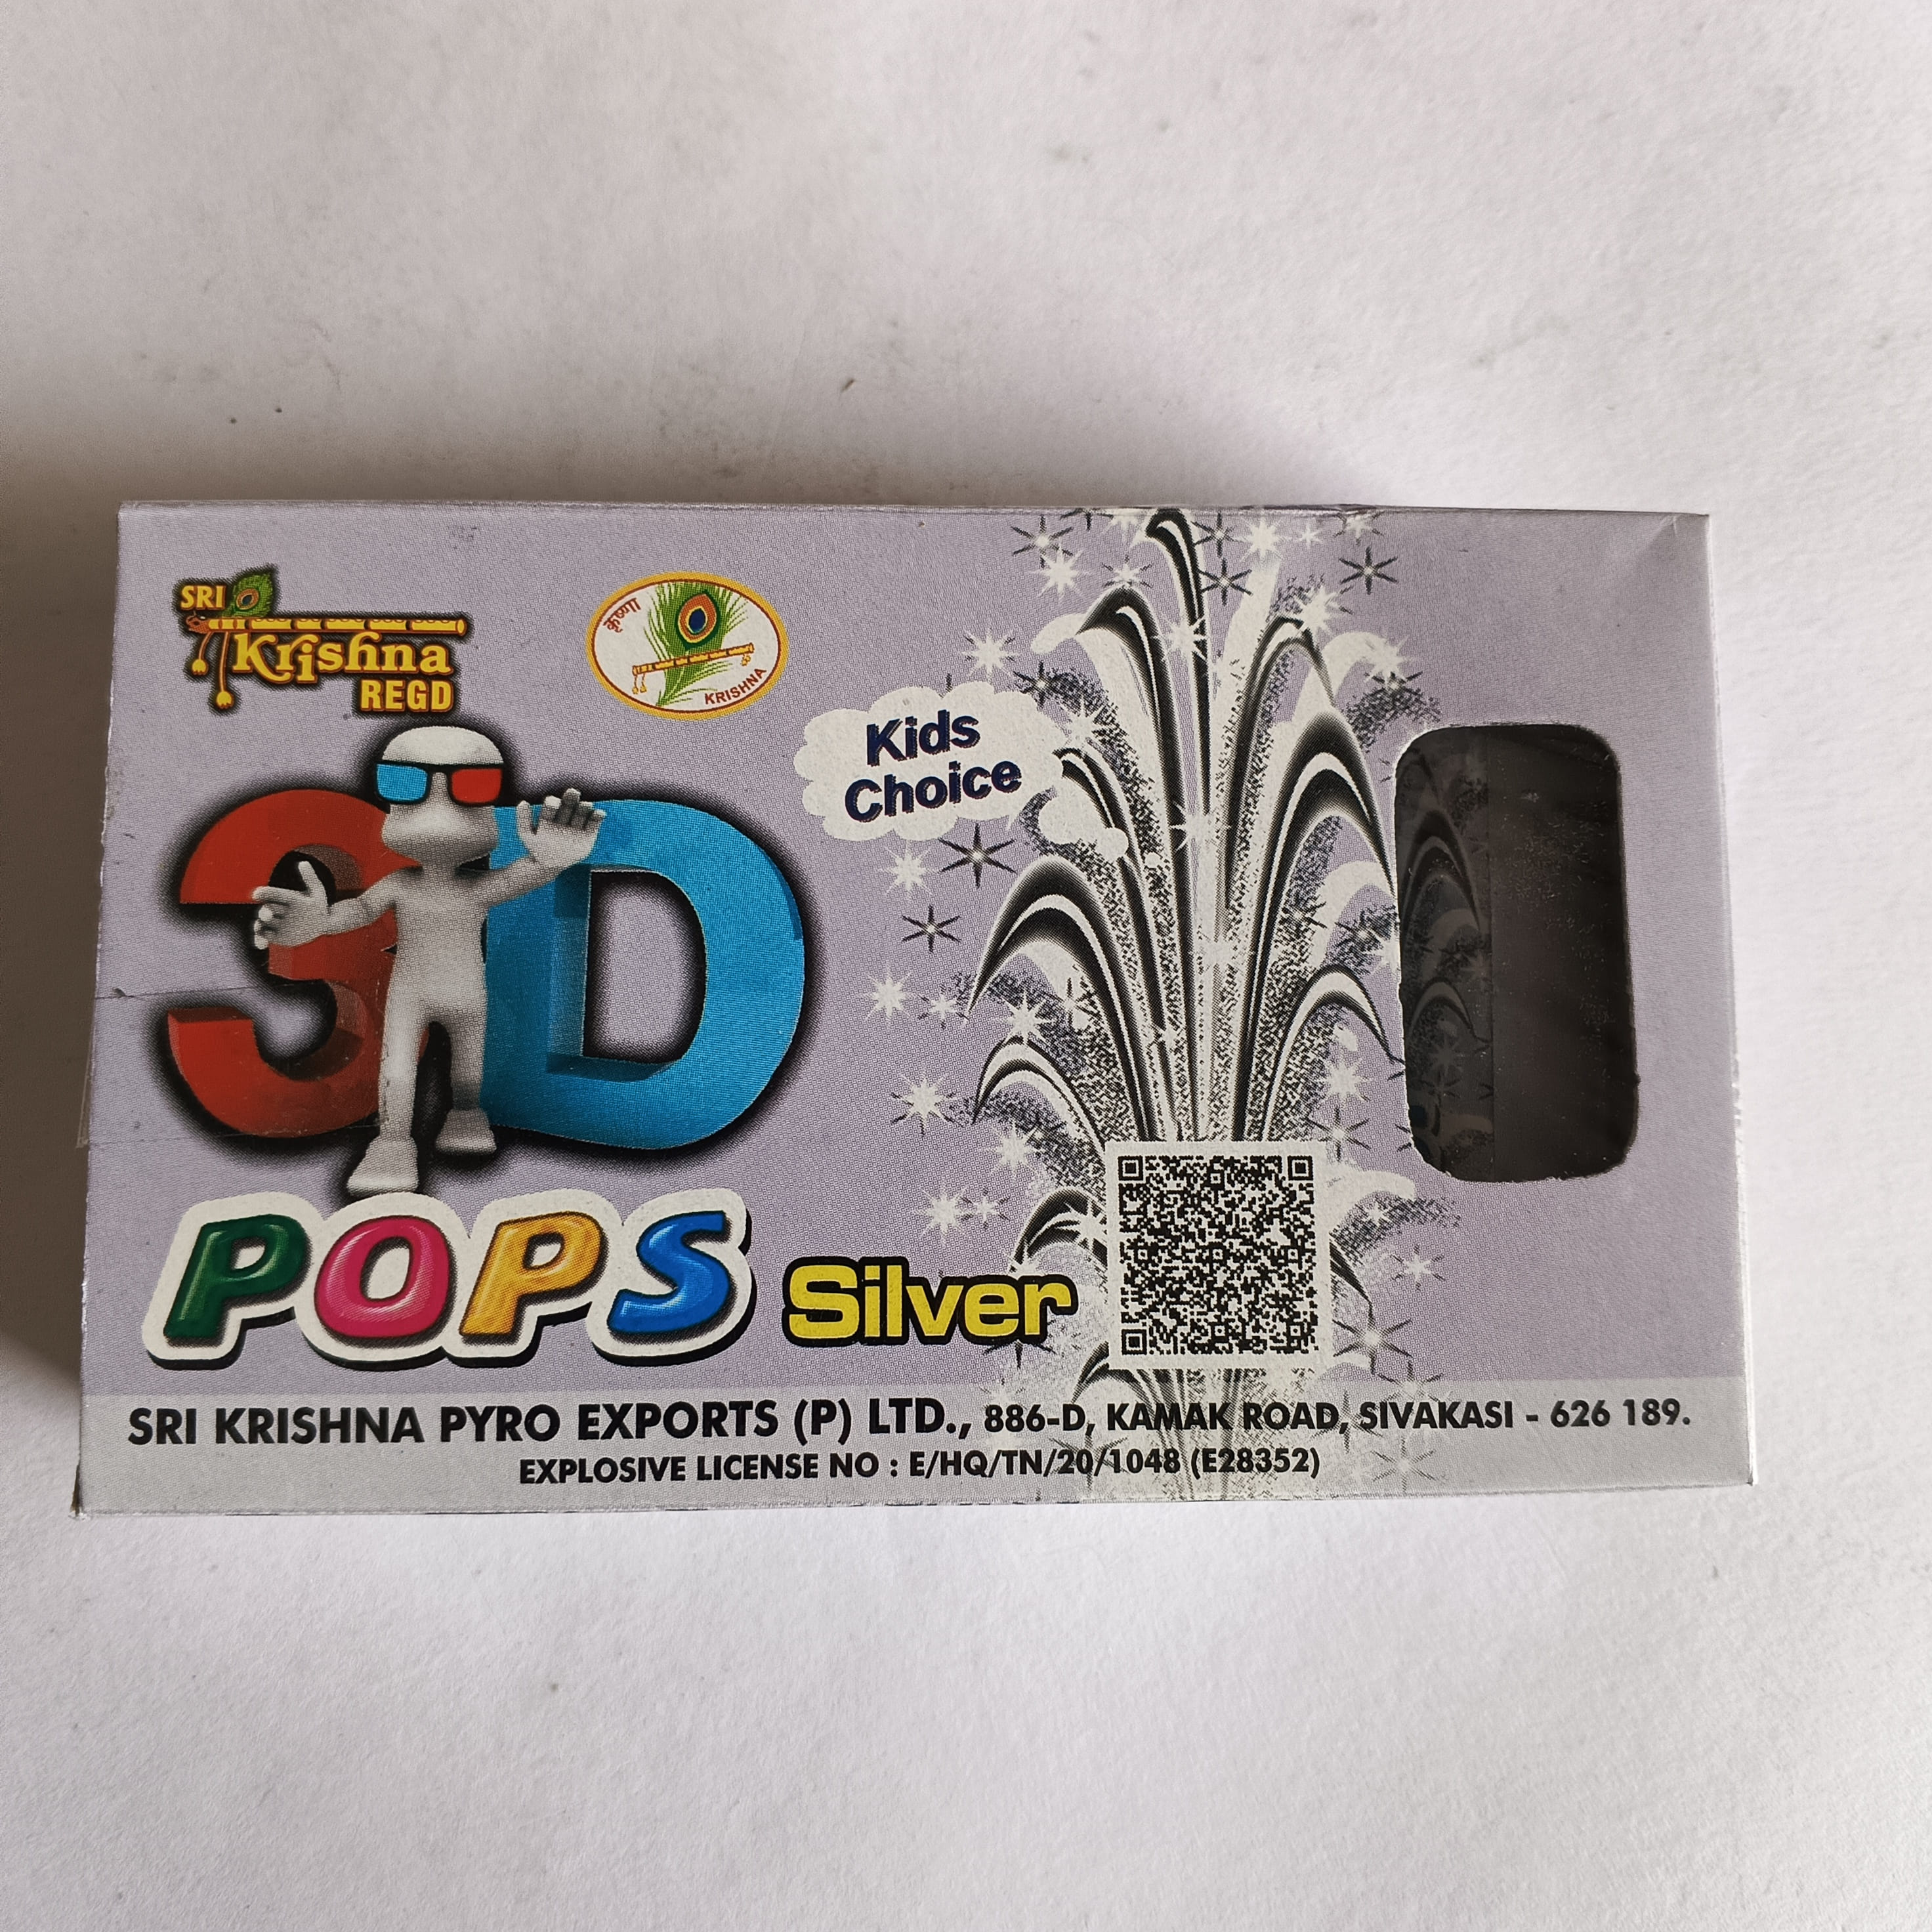 SRI
Krishna
REGD
कृष्णा
KRISHNA
Kids
Choice
3D
POPS
Silver
SRI KRISHNA PYRO EXPORTS (P) LTD., 886-D, KAMAK ROAD, SIVAKASI - 626 189.
EXPLOSIVE LICENSE NO : E/HQ/TN/20/1048 (E28352)